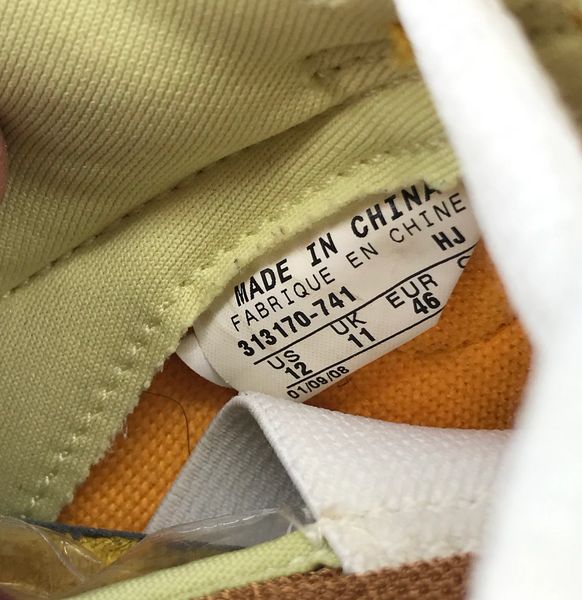 MADE IN CHINA
FABRIQUE EN CHINE
313170-741 HJ
US UK EUR
12 11 46
01/09/08